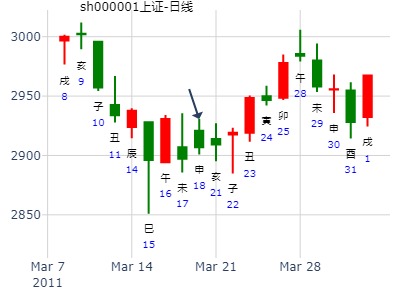 sh000001上证-日线
3000
2950
2900
2850
戌
8
亥
9
子
10
丑
11
辰
14
巳
15
午
16
未
17
申
18
亥
21
子
22
丑
23
寅
24
卯
25
午
28
未
29
申
30
酉
31
戌
1
Mar 7
2011
Mar 14
Mar 21
Mar 28